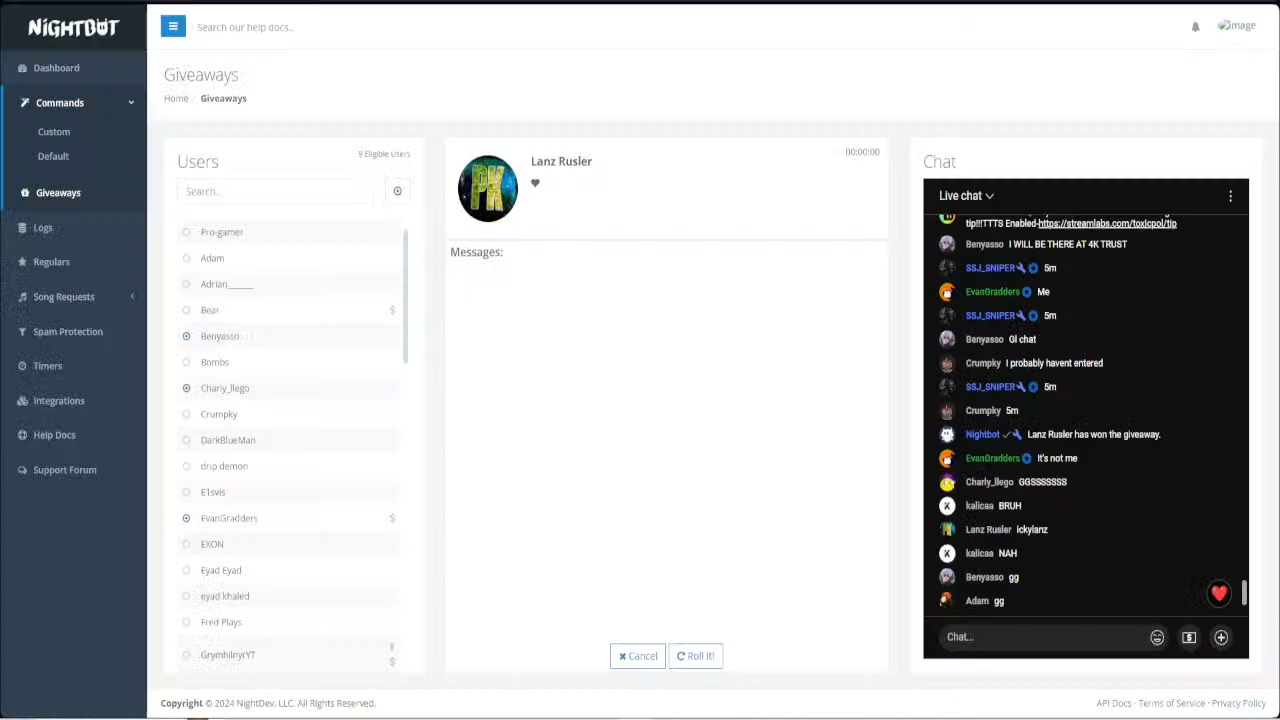 NiGHTBOT
Search our help docs..
image
Dashboard
Commands
Custom
Default
Giveaways
Logs
Regulars
Song Requests
Spam Protection
Timers
Integrations
Help Docs
Support Forum
Giveaways
Home / Giveaways
Users
9 Eligible Users
Search..
Pro-gamer
Adam
Adrian______
Bear $
Benyasso
Bombs
Charly_llego
Crumpky
DarkBlueMan
drip demon
E1svis
EvanGradders $
EXON
Eyad Eyad
eyad khaled
Fred Plays
GrymhilnyrYT
$
PK
Lanz Rusler
00:00:00
Messages:
Cancel
Roll It!
Chat
Live chat
tip!!!TTTS Enabled-https://streamlabs.com/toxicpol/tip
Benyasso I WILL BE THERE AT 4K TRUST
SSJ_SNIPER 5m
EvanGradders Me
SSJ_SNIPER 5m
Benyasso Gl chat
Crumpky I probably havent entered
SSJ_SNIPER 5m
Crumpky 5m
Nightbot Lanz Rusler has won the giveaway.
EvanGradders It's not me
Charly_llego GGSSSSSSS
K kalicaa BRUH
Lanz Rusler ickylanz
K kalicaa NAH
Benyasso gg
Adam gg
Chat...
Copyright © 2024 NightDev, LLC. All Rights Reserved.
API Docs · Terms of Service · Privacy Policy